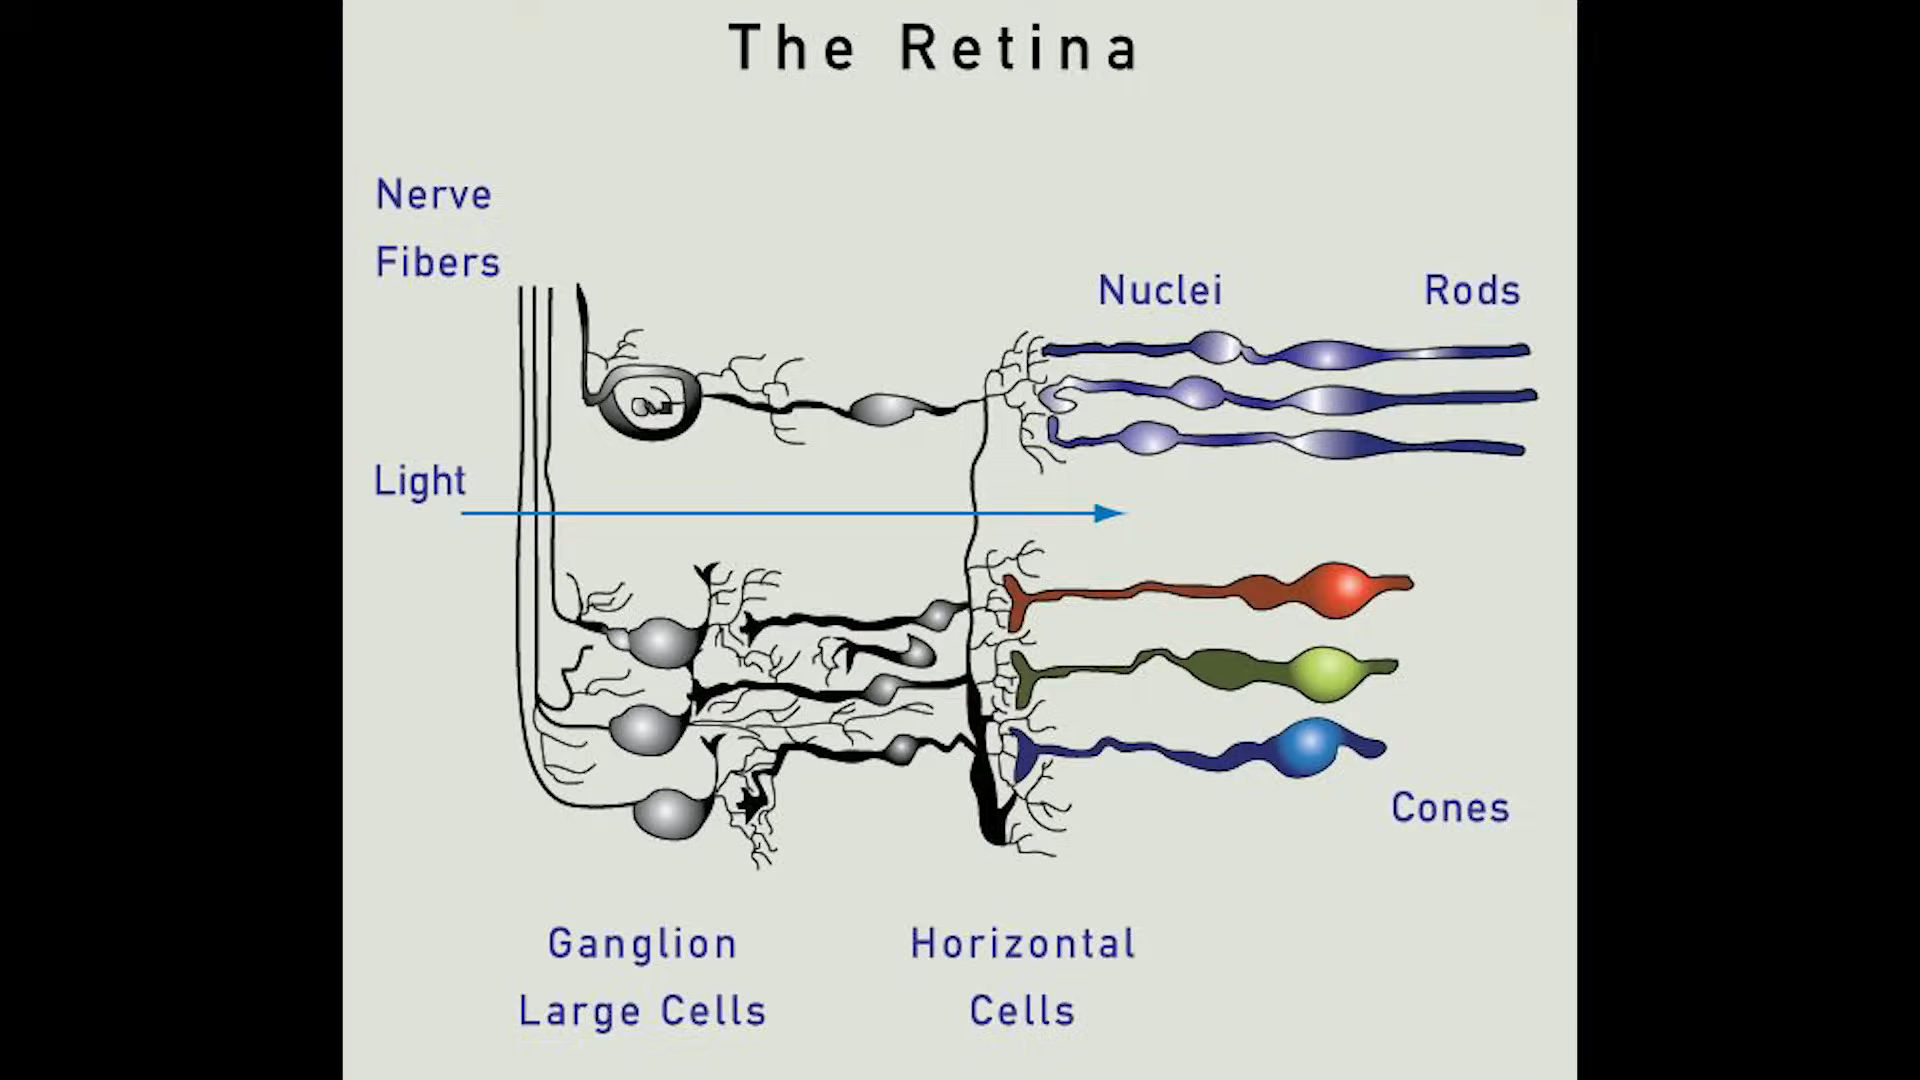 The Retina
Nerve
Fibers
Nuclei
Rods
Light
Cones
Ganglion
Large Cells
Horizontal
Cells